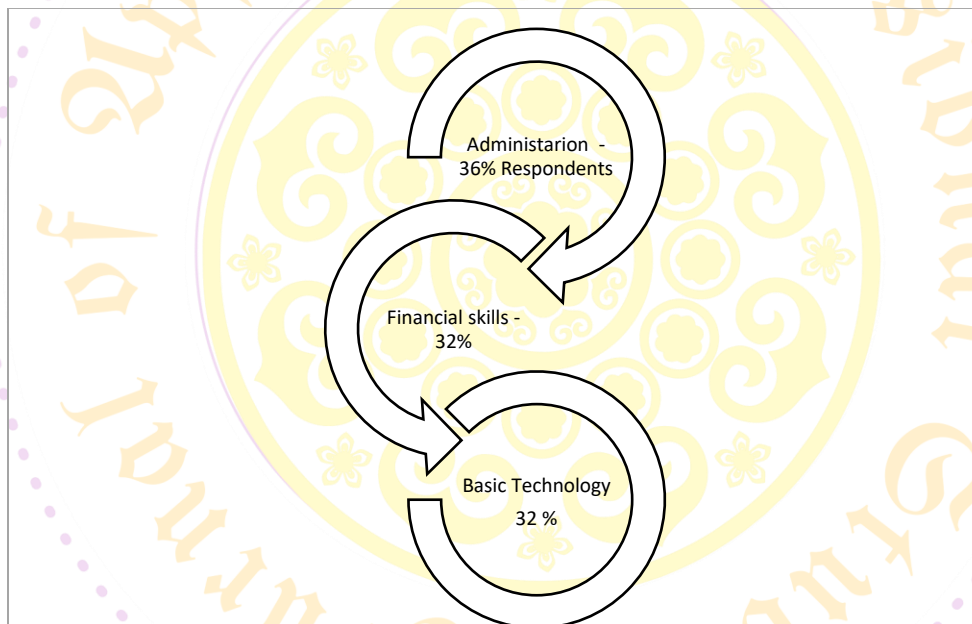 Administarion -
36% Respondents
Financial skills -
32%
Basic Technology
32 %